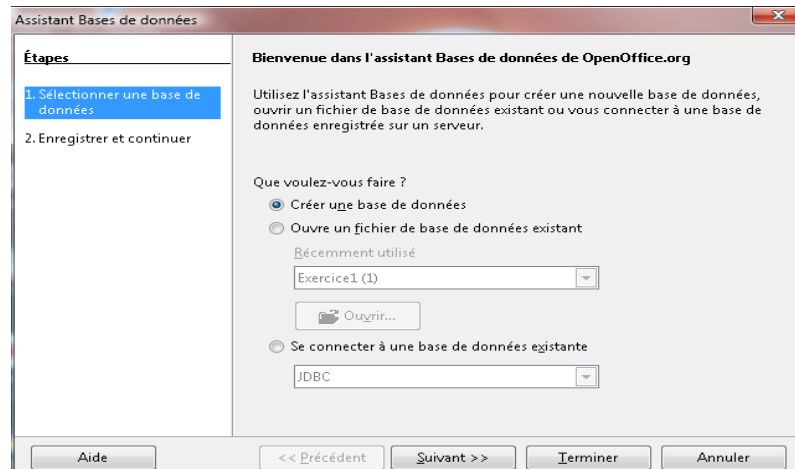 Assistant Bases de données
Étapes
1. Sélectionner une base de
données
2. Enregistrer et continuer
Bienvenue dans l'assistant Bases de données de OpenOffice.org
Utilisez l'assistant Bases de données pour créer une nouvelle base de données,
ouvrir un fichier de base de données existant ou vous connecter à une base de
données enregistrée sur un serveur.
Que voulez-vous faire ?
Créer une base de données
Ouvre un fichier de base de données existant
Récemment utilisé
Exercice1 (1)
Ouvrir...
Se connecter à une base de données existante
JDBC
Aide
<< Précédent
Suivant >>
Terminer
Annuler